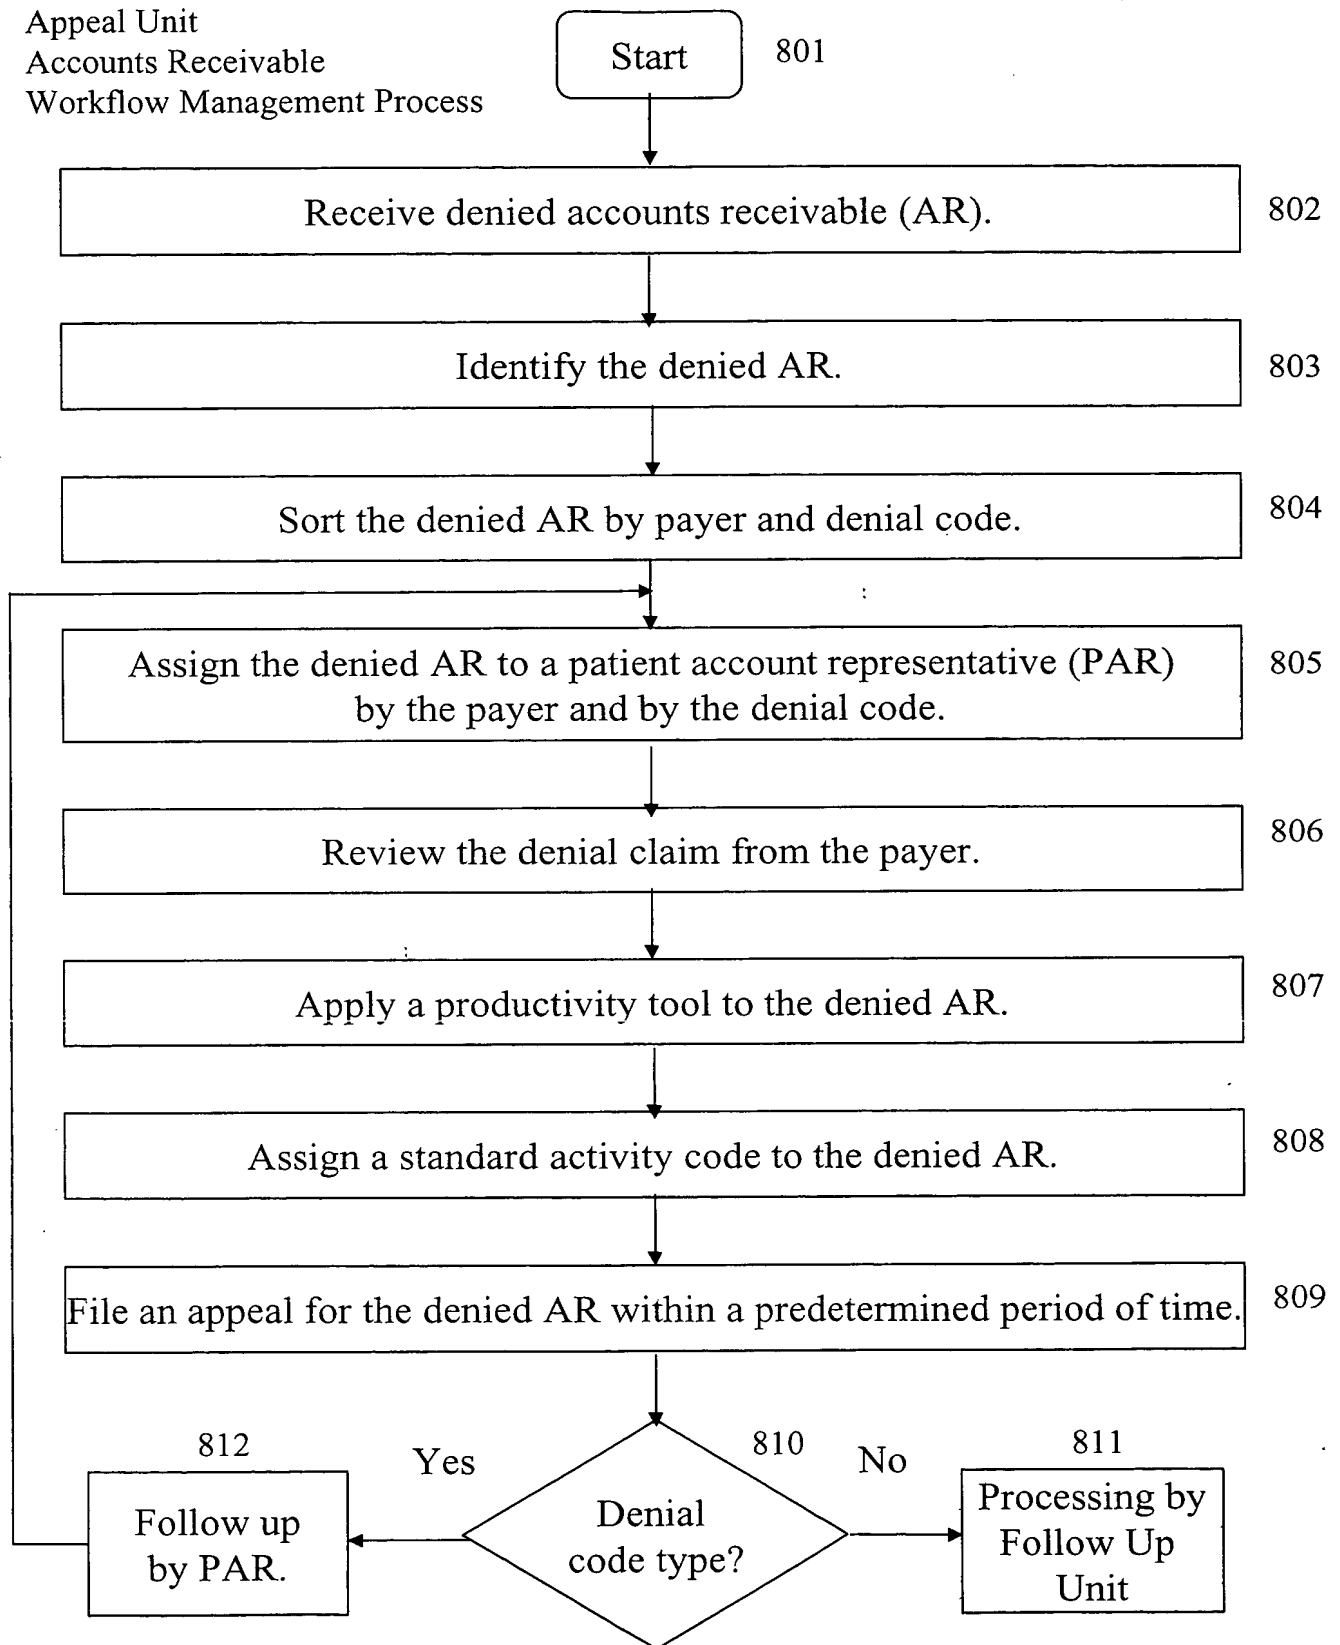 Appeal Unit
Accounts Receivable
Workflow Management Process
Start
801
Receive denied accounts receivable (AR).
802
Identify the denied AR.
803
Sort the denied AR by payer and denial code.
804
Assign the denied AR to a patient account representative (PAR)
by the payer and by the denial code.
805
Review the denial claim from the payer.
806
Apply a productivity tool to the denied AR.
807
Assign a standard activity code to the denied AR.
808
File an appeal for the denied AR within a predetermined period of time.
809
812
Yes
810
No
811
Follow up
by PAR.
Denial
code type?
Processing by
Follow Up
Unit